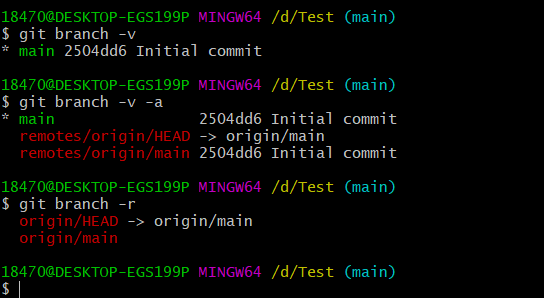 18470@DESKTOP-EGS199P MINGW64 /d/Test (main)
$ git branch -v
* main 2504dd6 Initial commit
18470@DESKTOP-EGS199P MINGW64 /d/Test (main)
$ git branch -v -a
* main                2504dd6 Initial commit
  remotes/origin/HEAD -> origin/main
  remotes/origin/main 2504dd6 Initial commit
18470@DESKTOP-EGS199P MINGW64 /d/Test (main)
$ git branch -r
  origin/HEAD -> origin/main
  origin/main
18470@DESKTOP-EGS199P MINGW64 /d/Test (main)
$